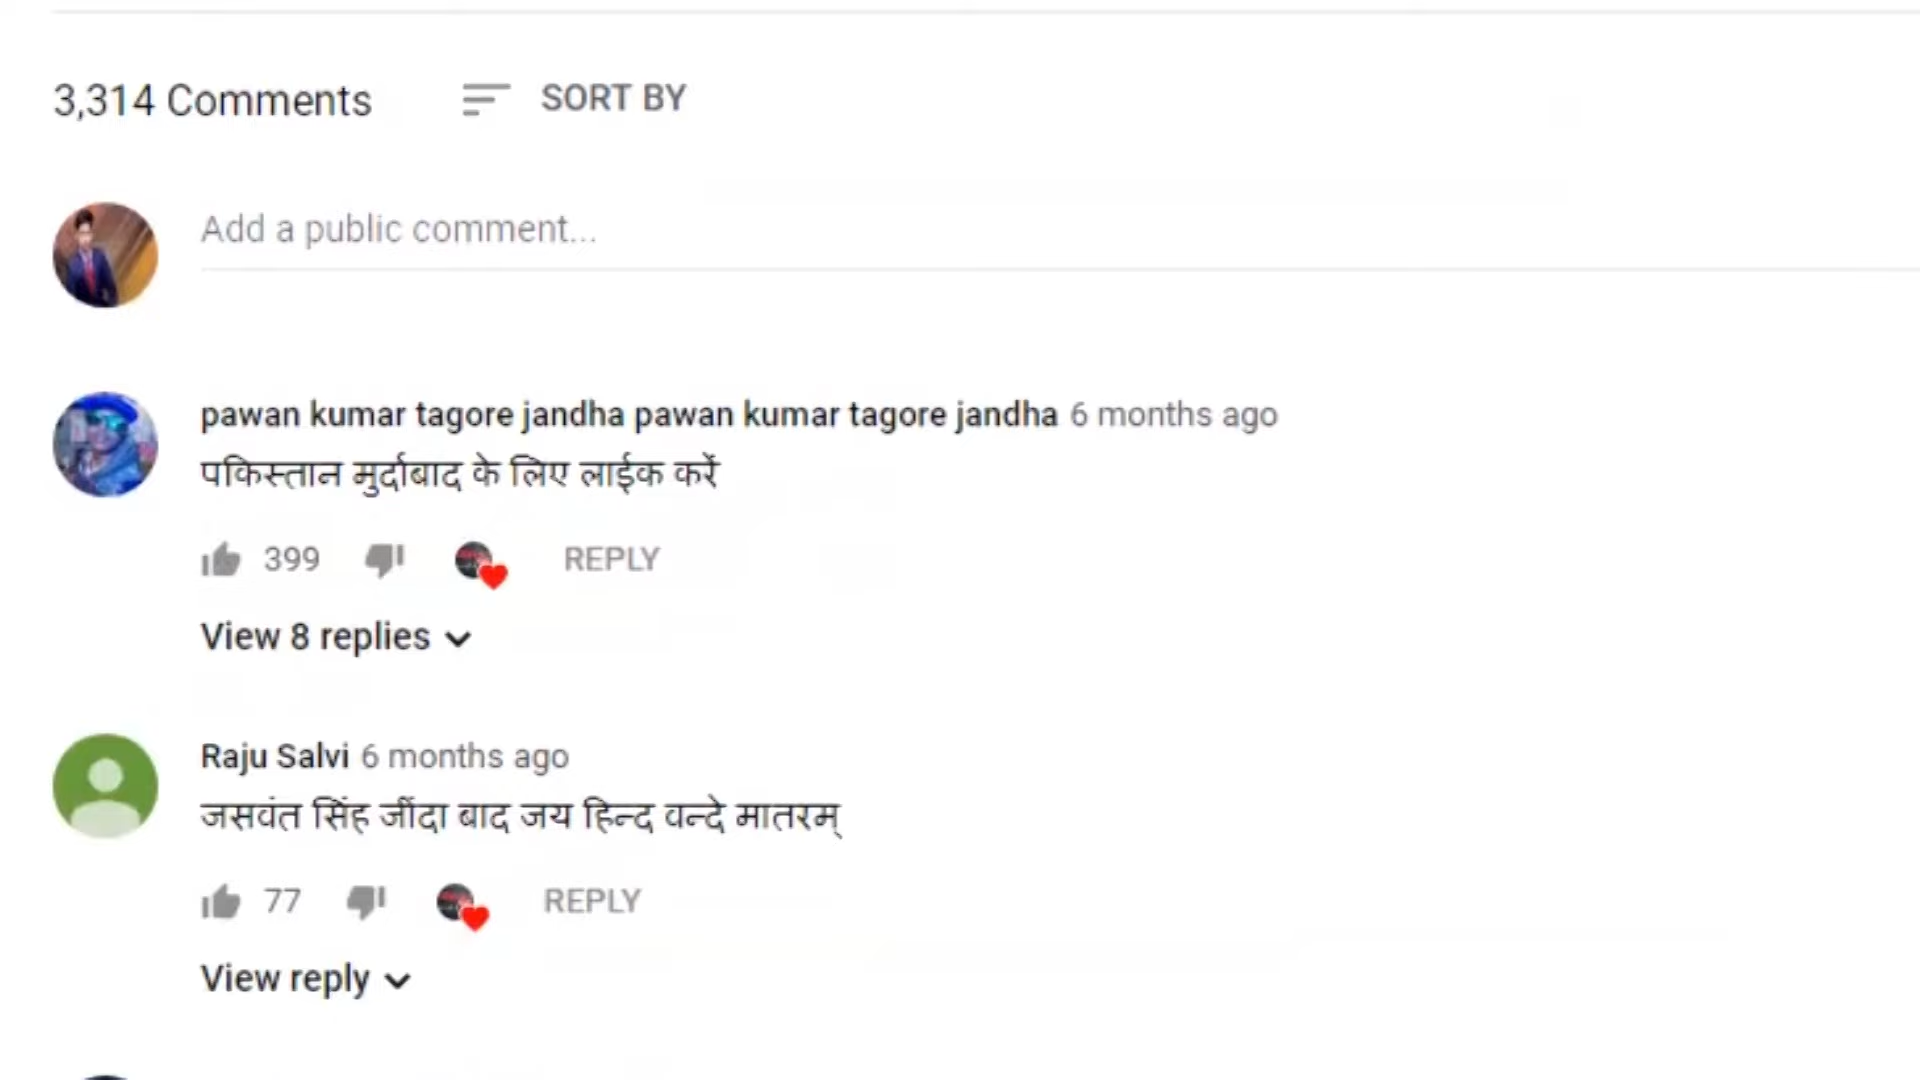 3,314 Comments SORT BY
Add a public comment...
pawan kumar tagore jandha pawan kumar tagore jandha 6 months ago
पकिस्तान मुर्दाबाद के लिए लाईक करें
399 REPLY
View 8 replies
Raju Salvi 6 months ago
जसवंत सिंह जींदा बाद जय हिन्द वन्दे मातरम्
77 REPLY
View reply